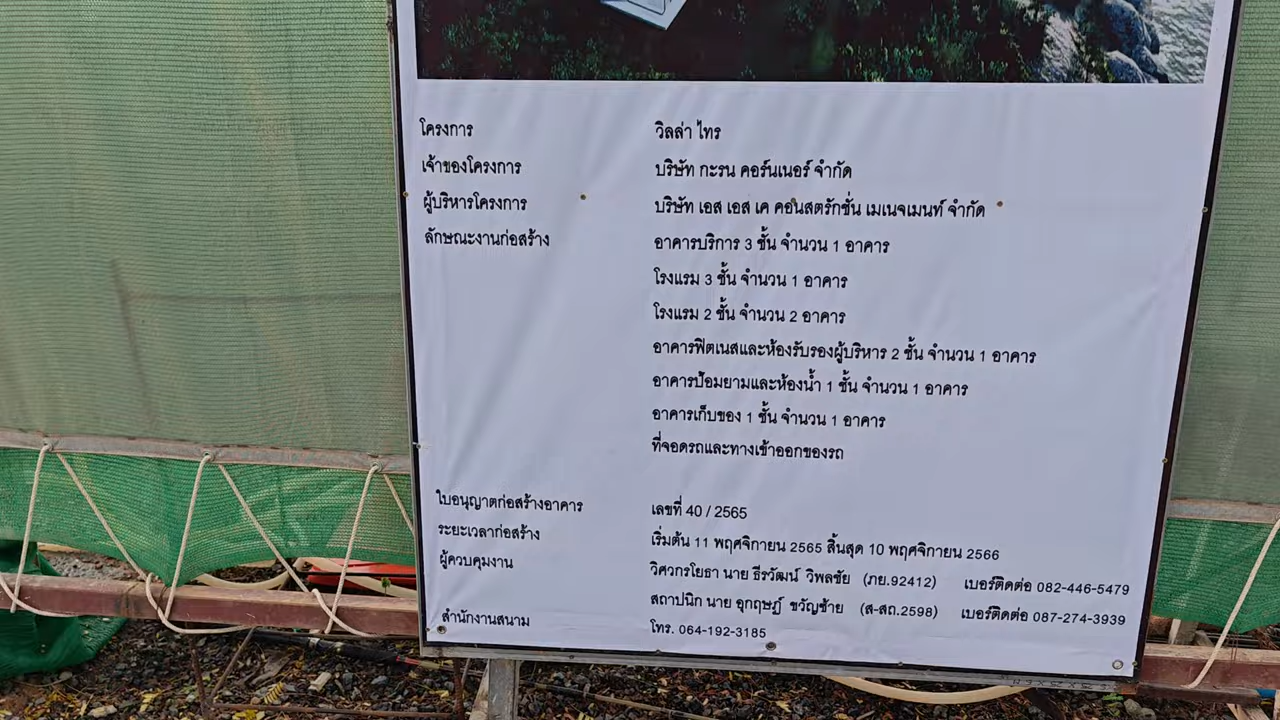 โครงการ วิลล่า ไทร
เจ้าของโครงการ บริษัท กะรน คอร์นเนอร์ จำกัด
ผู้บริหารโครงการ บริษัท เอส เอส เค คอนสตรักชั่น เมเนจเมนท์ จำกัด
ลักษณะงานก่อสร้าง อาคารบริการ 3 ชั้น จำนวน 1 อาคาร
โรงแรม 3 ชั้น จำนวน 1 อาคาร
โรงแรม 2 ชั้น จำนวน 2 อาคาร
อาคารฟิตเนสและห้องรับรองผู้บริหาร 2 ชั้น จำนวน 1 อาคาร
อาคารป้อมยามและห้องน้ำ 1 ชั้น จำนวน 1 อาคาร
อาคารเก็บของ 1 ชั้น จำนวน 1 อาคาร
ที่จอดรถและทางเข้าออกของรถ
ใบอนุญาตก่อสร้างอาคาร เลขที่ 40 / 2565
ระยะเวลาก่อสร้าง เริ่มต้น 11 พฤศจิกายน 2565 สิ้นสุด 10 พฤศจิกายน 2566
ผู้ควบคุมงาน วิศวกรโยธา นาย ธีรวัฒน์ วิพลชัย (ภย.92412) เบอร์ติดต่อ 082-446-5479
สถาปนิก นาย อุกฤษฎ์ ขวัญซ้าย (ส-สถ.2598) เบอร์ติดต่อ 087-274-3939
สำนักงานสนาม โทร. 064-192-3185